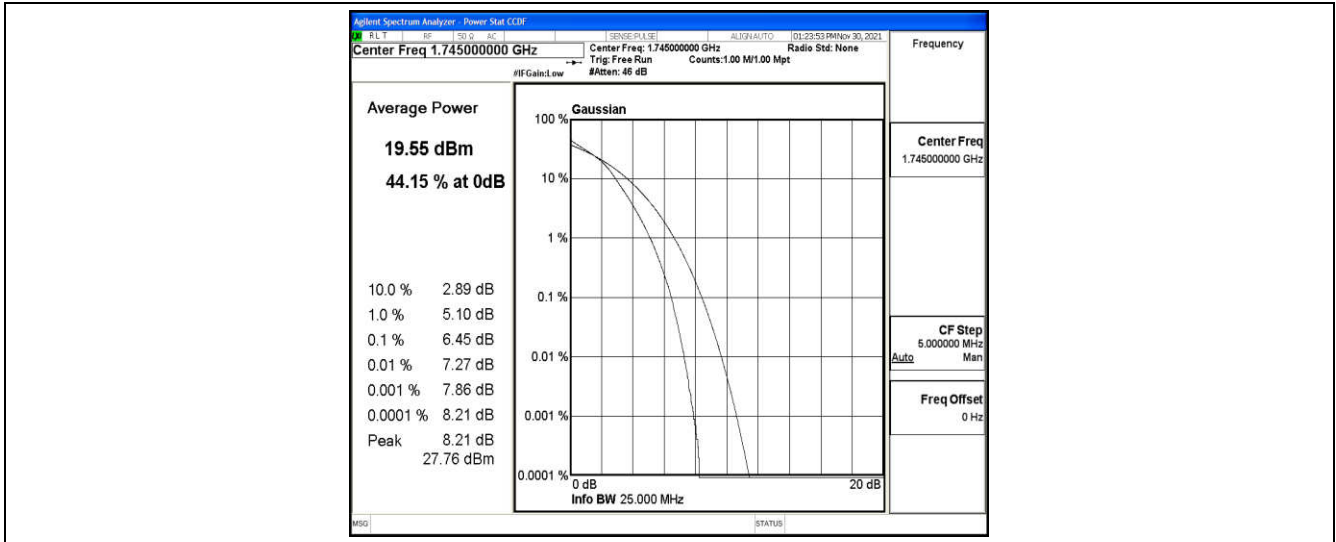 Agilent Spectrum Analyzer - Power Stat CCDF
RLT RF 50 Ω AC SENSE:PULSE ALIGNAUTO 01:23:53 PMNov 30, 2021
Center Freq 1.745000000 GHz
Center Freq: 1.745000000 GHz Radio Std: None
Trig: Free Run Counts:1.00 M/1.00 Mpt
#IFGain:Low #Atten: 46 dB
Frequency
Average Power
19.55 dBm
44.15 % at 0dB
10.0 % 2.89 dB
1.0 % 5.10 dB
0.1 % 6.45 dB
0.01 % 7.27 dB
0.001 % 7.86 dB
0.0001 % 8.21 dB
Peak 8.21 dB
27.76 dBm
Gaussian
100 %
10 %
1 %
0.1 %
0.01 %
0.001 %
0.0001 %
0 dB 20 dB
Info BW 25.000 MHz
Center Freq
1.745000000 GHz
CF Step
5.000000 MHz
Auto Man
Freq Offset
0 Hz
MSG STATUS